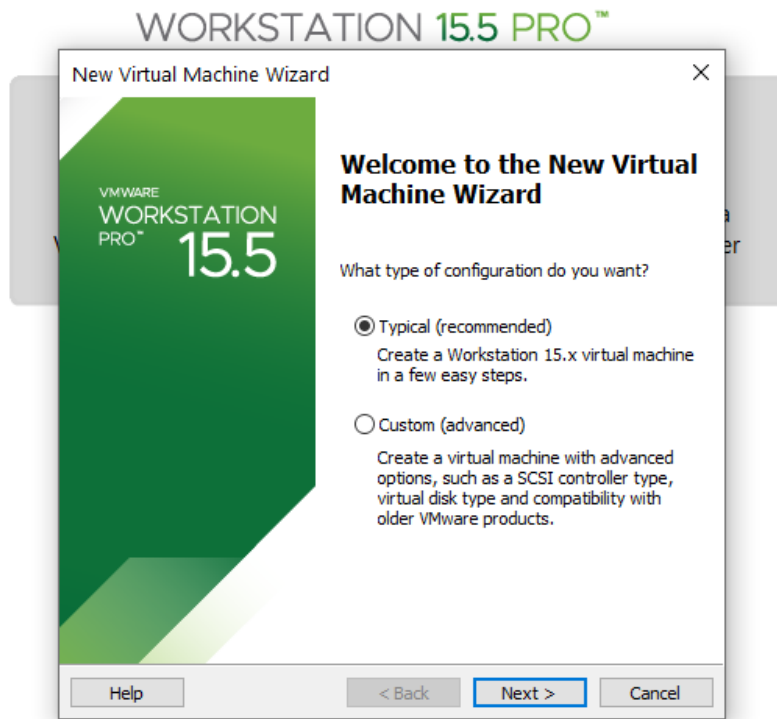 WORKSTATION 15.5 PRO™
New Virtual Machine Wizard
VMWARE
WORKSTATION
PRO™ 15.5
Welcome to the New Virtual
Machine Wizard
What type of configuration do you want?
Typical (recommended)
Create a Workstation 15.x virtual machine
in a few easy steps.
Custom (advanced)
Create a virtual machine with advanced
options, such as a SCSI controller type,
virtual disk type and compatibility with
older VMware products.
Help
< Back
Next >
Cancel